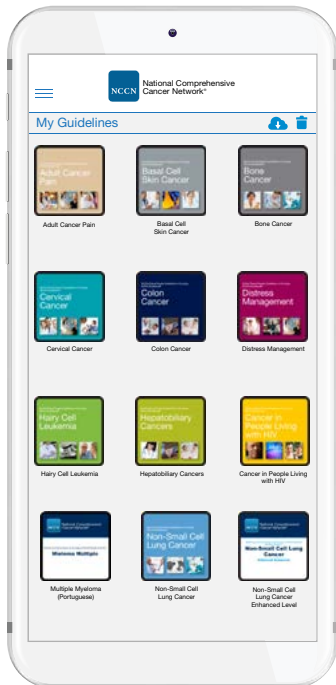 NCCN
National Comprehensive
Cancer Network®
My Guidelines
Adult Cancer
Pain
Adult Cancer Pain
Basal Cell
Skin Cancer
Basal Cell
Skin Cancer
Bone
Cancer
Bone Cancer
Cervical
Cancer
Cervical Cancer
Colon
Cancer
Colon Cancer
Distress
Management
Distress Management
Hairy Cell
Leukemia
Hairy Cell Leukemia
Hepatobiliary
Cancers
Hepatobiliary Cancers
Cancer in
People Living
with HIV
Cancer in People Living
with HIV
Mieloma Múltiplo
Multiple Myeloma
(Portuguese)
Non-Small Cell
Lung Cancer
Non-Small Cell
Lung Cancer
Non-Small Cell Lung
Cancer
Non-Small Cell
Lung Cancer
Enhanced Level